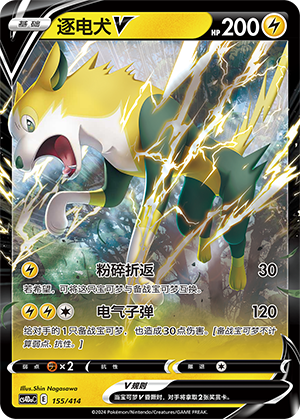 基础
逐电犬V
HP 200
粉碎折返 30
若希望，可将这只宝可梦与备战宝可梦互换。
电气子弹 120
给对手的1只备战宝可梦，也造成30点伤害。[备战宝可梦不计
算弱点、抗性。]
弱点 ×2 抗性 撤退
V规则
当宝可梦V昏厥时，对手将拿取2张奖赏卡。
Illus.Shin Nagasawa
E 155/414
©2024 Pokémon/Nintendo/Creatures/GAME FREAK.